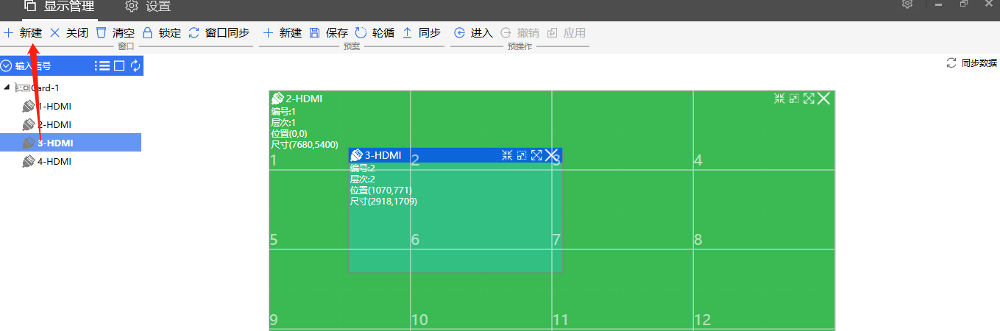 显示管理 设置
新建 关闭 清空 锁定 窗口同步 新建 保存 轮循 同步 进入 撤销 应用
窗口 预案 预操作
输入信号
同步数据
Card-1
1-HDMI
2-HDMI
3-HDMI
4-HDMI
2-HDMI
编号:1
层次:1
位置(0,0)
尺寸(7680,5400)
3-HDMI
编号:2
层次:2
位置(1070,771)
尺寸(2918,1709)
1 2 3 4
5 6 7 8
9 10 11 12